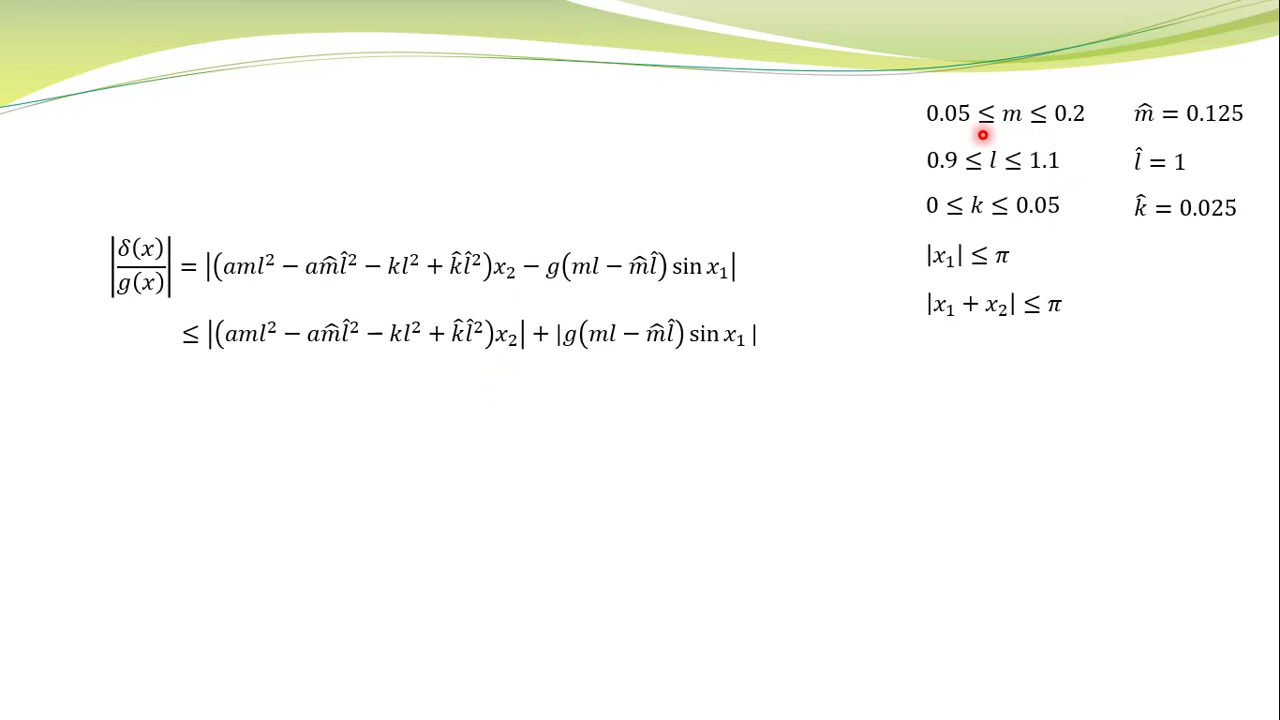 0.05 ≤ m ≤ 0.2 m̂ = 0.125
0.9 ≤ l ≤ 1.1 l̂ = 1
0 ≤ k ≤ 0.05 k̂ = 0.025
|x₁| ≤ π
|x₁ + x₂| ≤ π
|δ(x)/g(x)| = |(aml² − am̂l̂² − kl² + k̂l̂²)x₂ − g(ml − m̂l̂) sin x₁|
≤ |(aml² − am̂l̂² − kl² + k̂l̂²)x₂| + |g(ml − m̂l̂) sin x₁ |